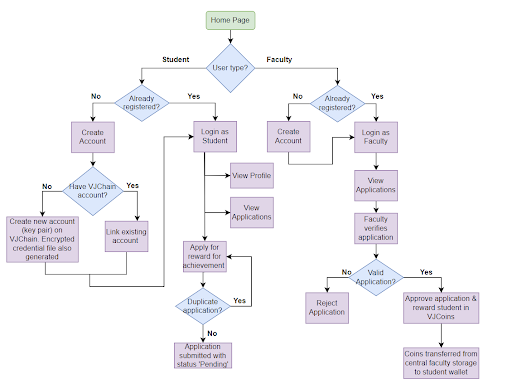 Home Page
User type?
Student
Faculty
No
Already
registered?
Yes
No
Already
registered?
Yes
Create
Account
Login as
Student
Create
Account
Login as
Faculty
View Profile
View
Applications
No
Have VJChain
account?
Yes
View
Applications
Create new account
(key pair) on
VJChain. Encrypted
credential file also
generated
Link existing
account
Faculty
verifies
application
Apply for
reward for
achievement
No
Valid
Application?
Yes
Duplicate
application?
Yes
No
Reject
Application
Approve application &
reward student in
VJCoins
Application
submitted with
status 'Pending'
Coins transferred from
central faculty storage
to student wallet